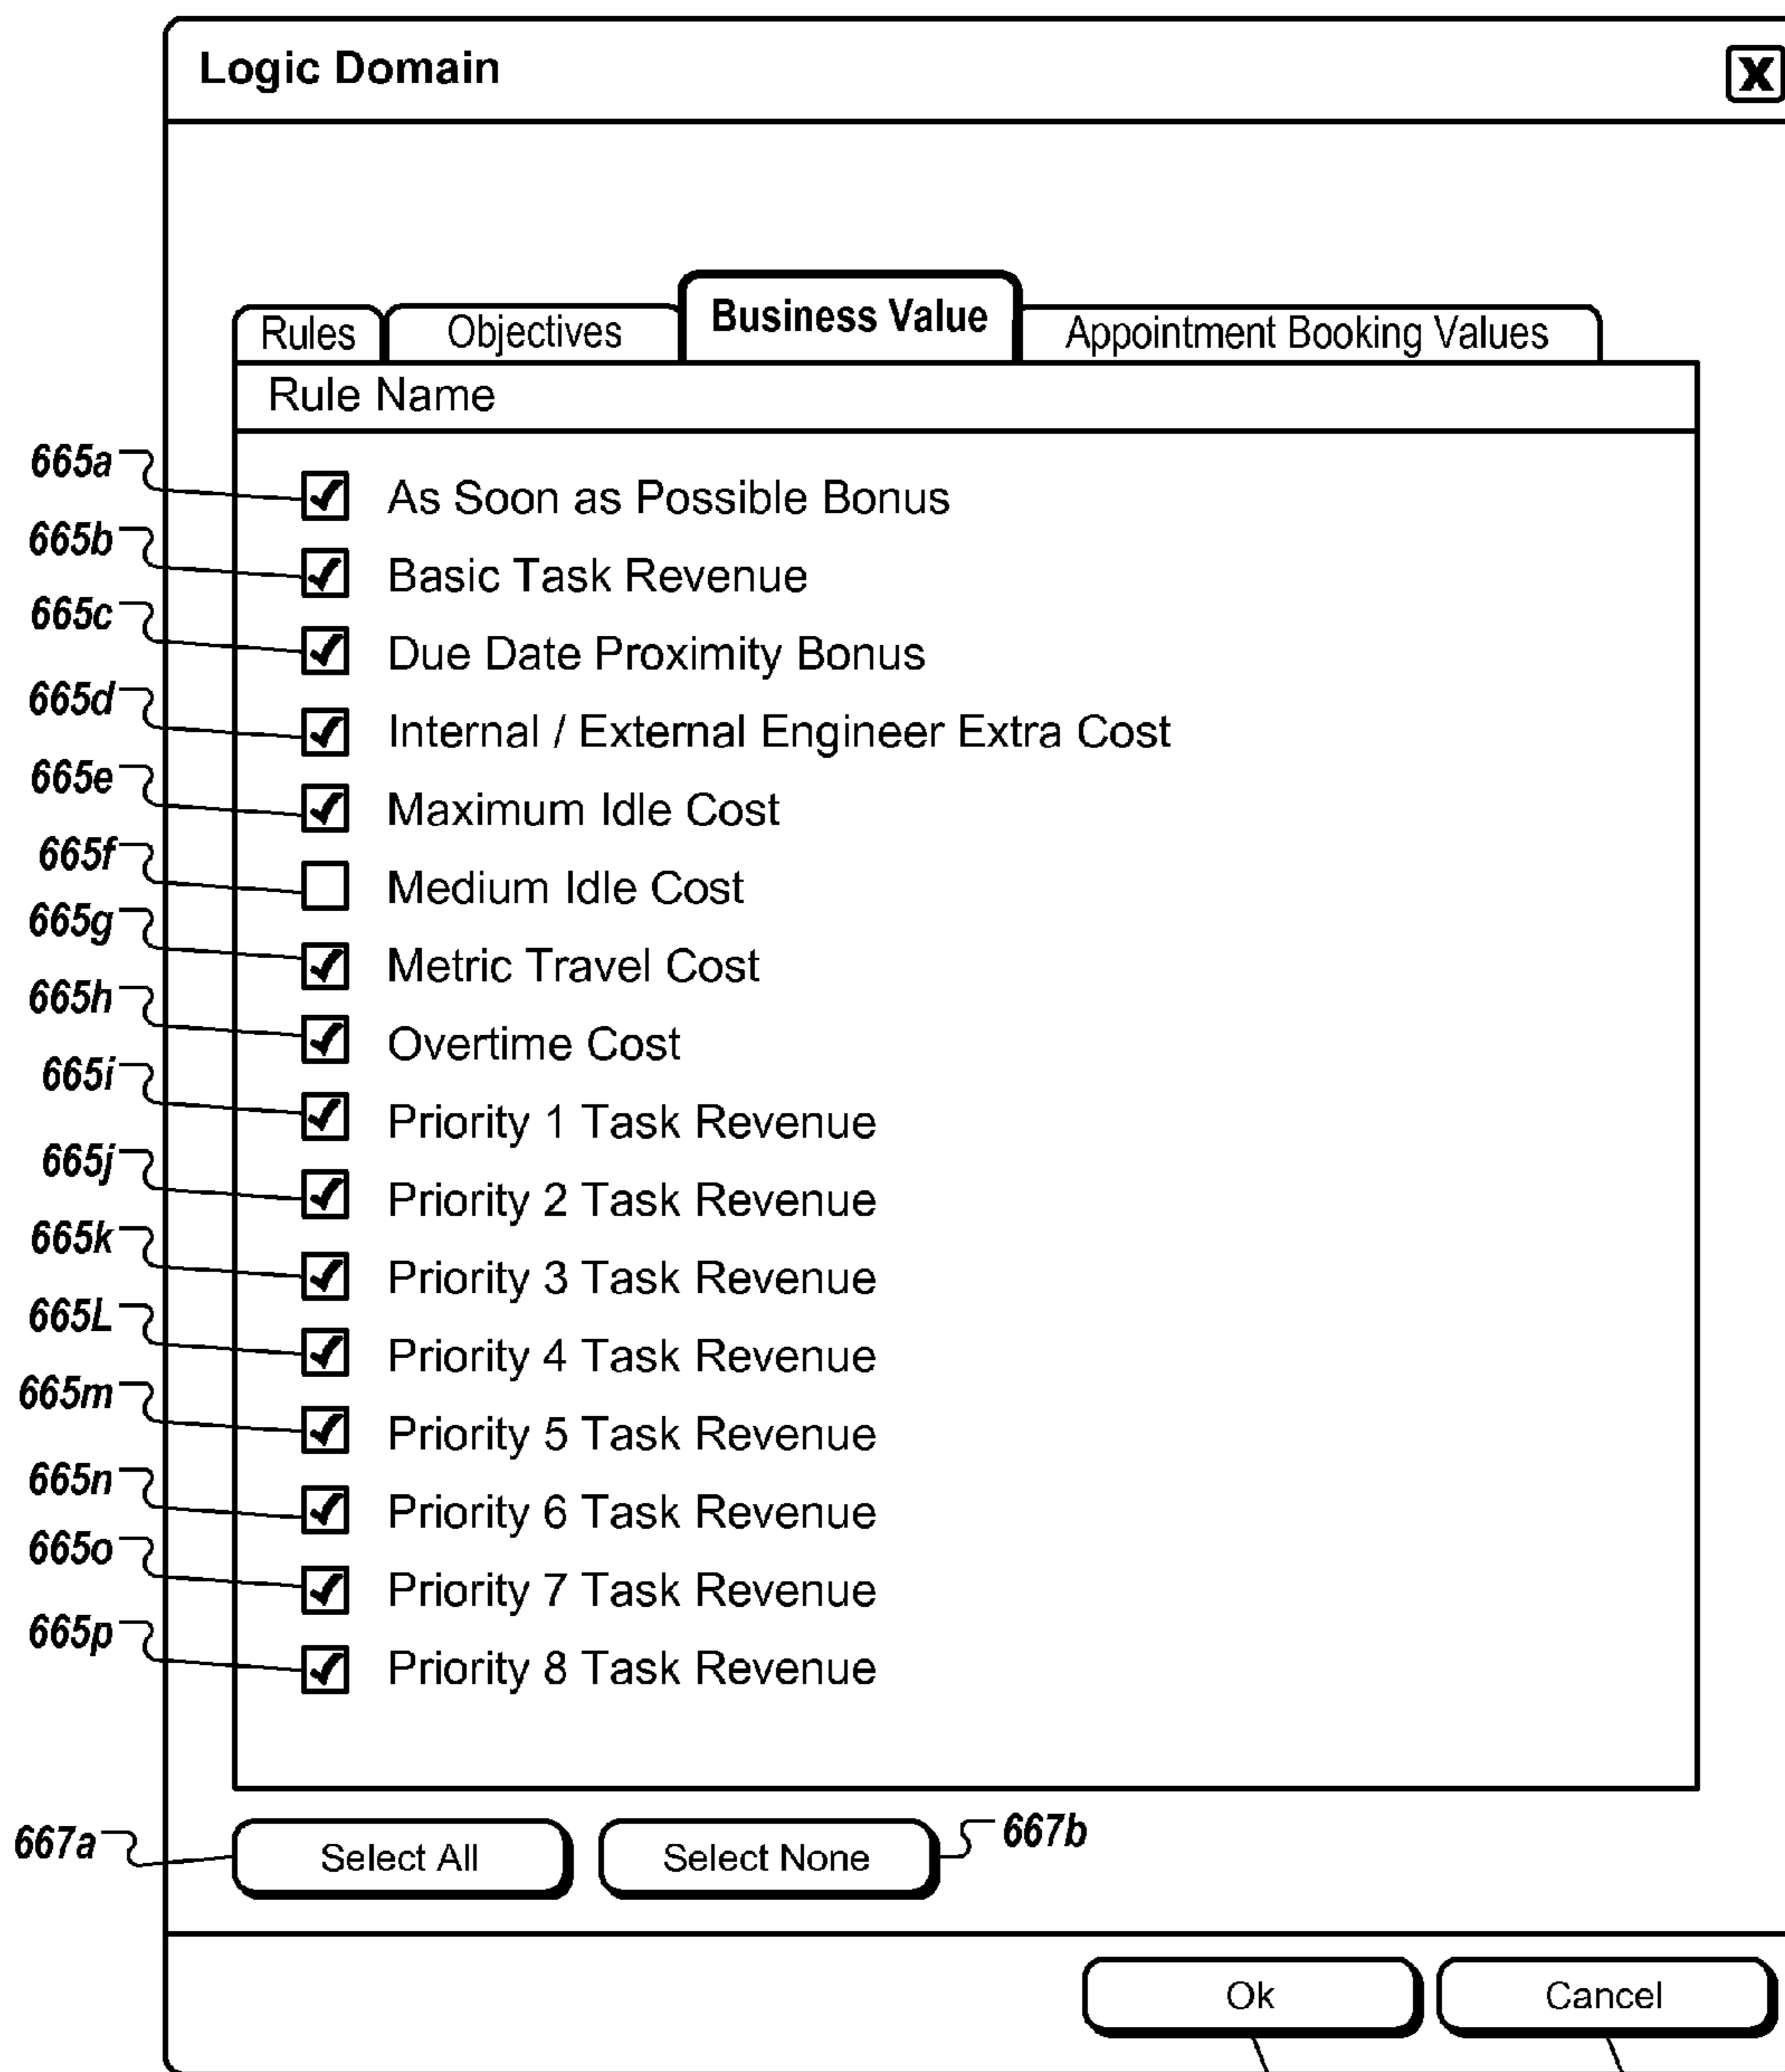 Logic Domain X
Rules Objectives Business Value Appointment Booking Values
Rule Name
665a As Soon as Possible Bonus
665b Basic Task Revenue
665c Due Date Proximity Bonus
665d Internal / External Engineer Extra Cost
665e Maximum Idle Cost
665f Medium Idle Cost
665g Metric Travel Cost
665h Overtime Cost
665i Priority 1 Task Revenue
665j Priority 2 Task Revenue
665k Priority 3 Task Revenue
665L Priority 4 Task Revenue
665m Priority 5 Task Revenue
665n Priority 6 Task Revenue
665o Priority 7 Task Revenue
665p Priority 8 Task Revenue
667a Select All Select None 667b
Ok Cancel